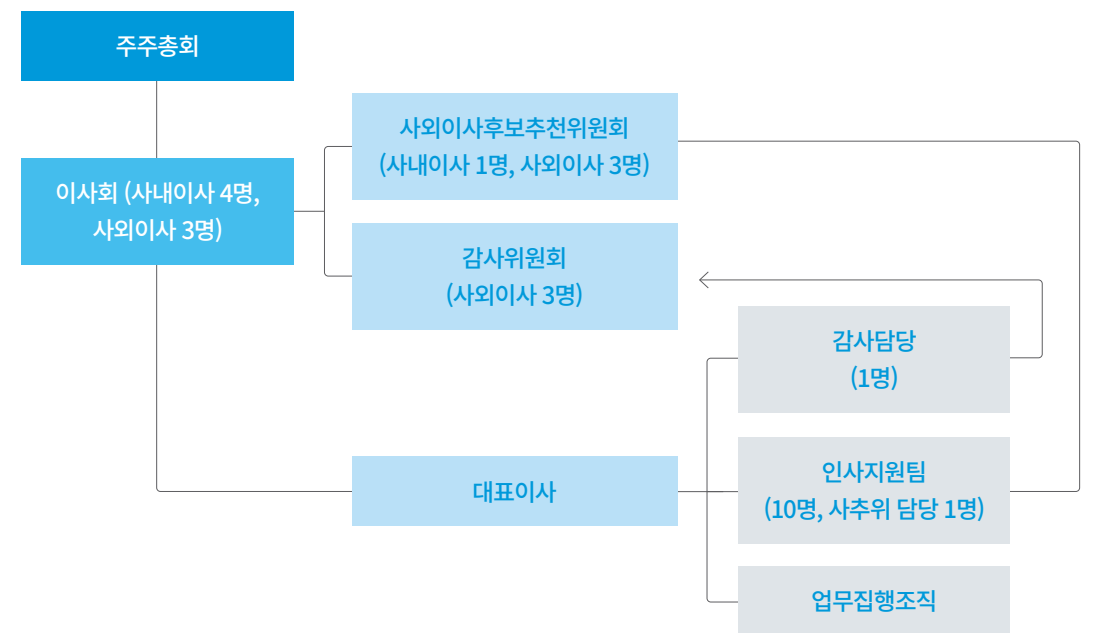 주주총회
이사회 (사내이사 4명,
사외이사 3명)
사외이사후보추천위원회
(사내이사 1명, 사외이사 3명)
감사위원회
(사외이사 3명)
대표이사
감사담당
(1명)
인사지원팀
(10명, 사추위 담당 1명)
업무집행조직